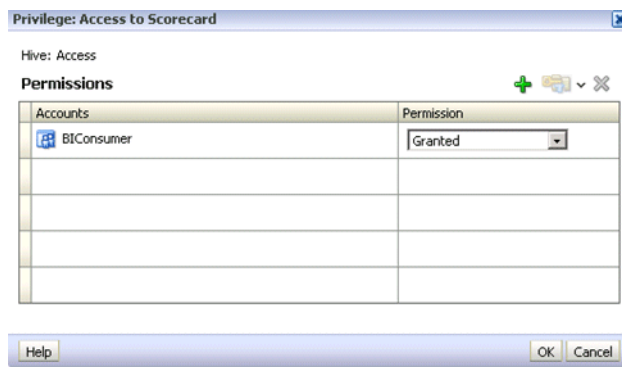 Privilege: Access to Scorecard
Hive: Access
Permissions
Accounts Permission
BIConsumer Granted
Help OK Cancel